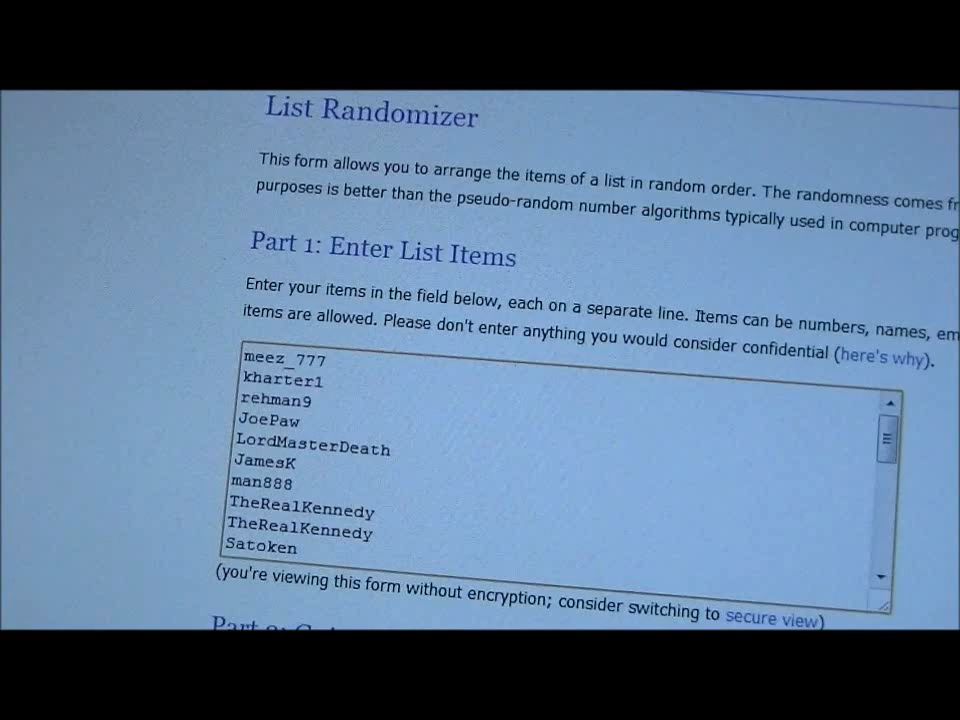 List Randomizer
This form allows you to arrange the items of a list in random order. The randomness comes
purposes is better than the pseudo-random number algorithms typically used in computer
Part 1: Enter List Items
Enter your items in the field below, each on a separate line. Items can be numbers, names,
items are allowed. Please don't enter anything you would consider confidential (here's why).
meez_777
kharter1
rehman9
JoePaw
LordMasterDeath
JamesK
man888
TheRealKennedy
TheRealKennedy
Satoken
(you're viewing this form without encryption; consider switching to secure view)
Part